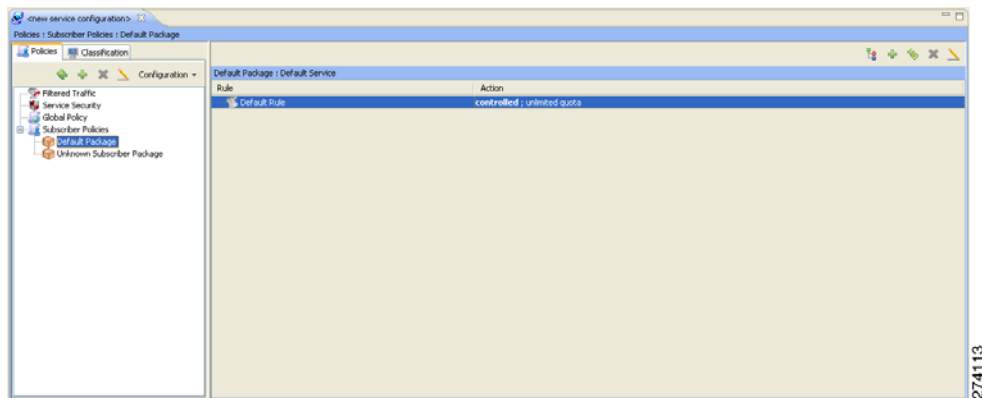 <new service configuration>
Policies : Subscriber Policies : Default Package
Policies
Classification
Configuration
Default Package : Default Service
Rule Action
Default Rule controlled ; unlimited quota
Filtered Traffic
Service Security
Global Policy
Subscriber Policies
Default Package
Unknown Subscriber Package
274113